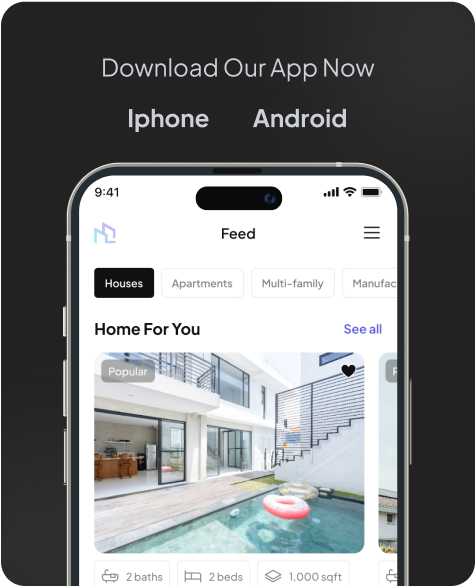 Download Our App Now
Iphone Android
9:41
Feed
Houses Apartments Multi-family Manufac
Home For You See all
Popular
2 baths 2 beds 1,000 sqft